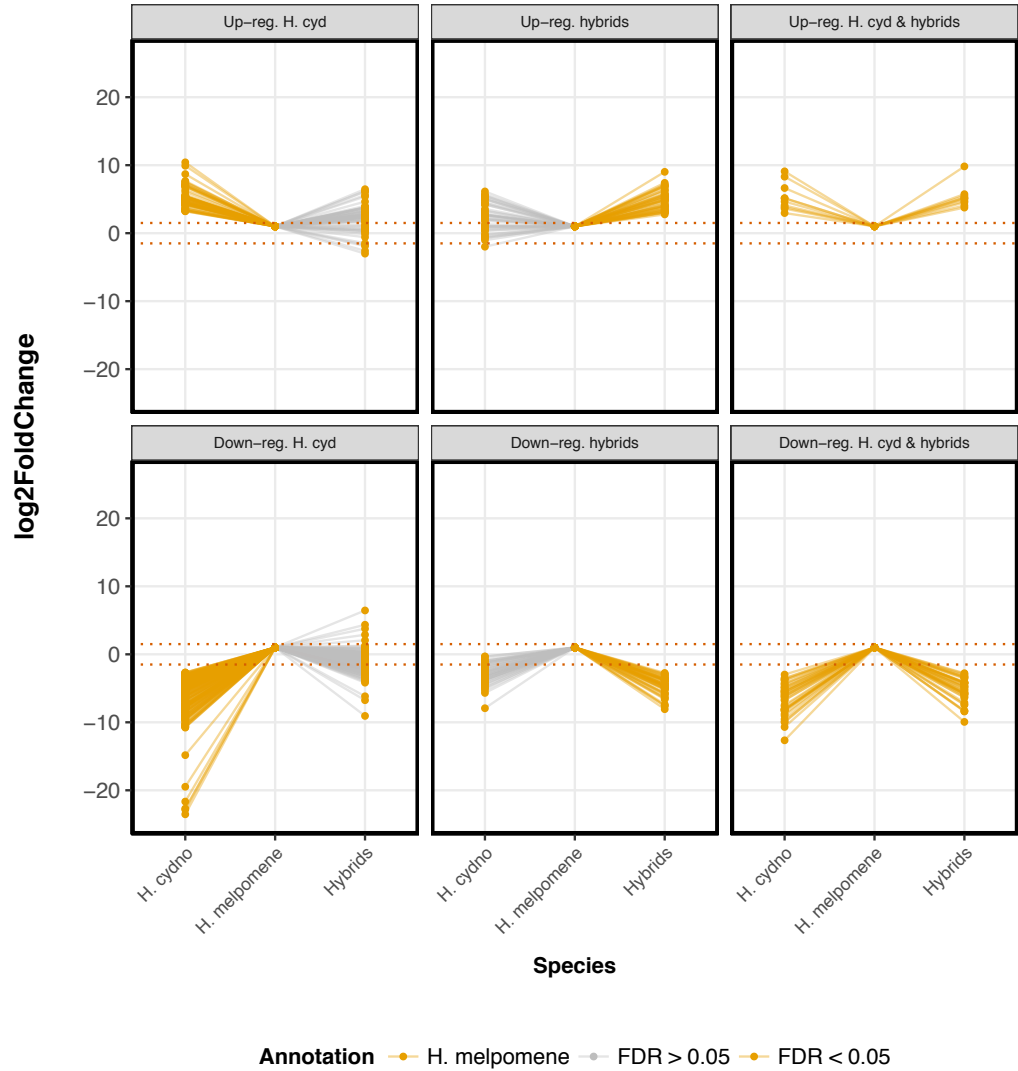 Up−reg. H. cyd
Up−reg. hybrids
Up−reg. H. cyd & hybrids
20
10
0
−10
−20
log2FoldChange
Down−reg. H. cyd
Down−reg. hybrids
Down−reg. H. cyd & hybrids
20
10
0
−10
−20
H. cydno
H. melpomene
Hybrids
H. cydno
H. melpomene
Hybrids
H. cydno
H. melpomene
Hybrids
Species
Annotation H. melpomene FDR > 0.05 FDR < 0.05